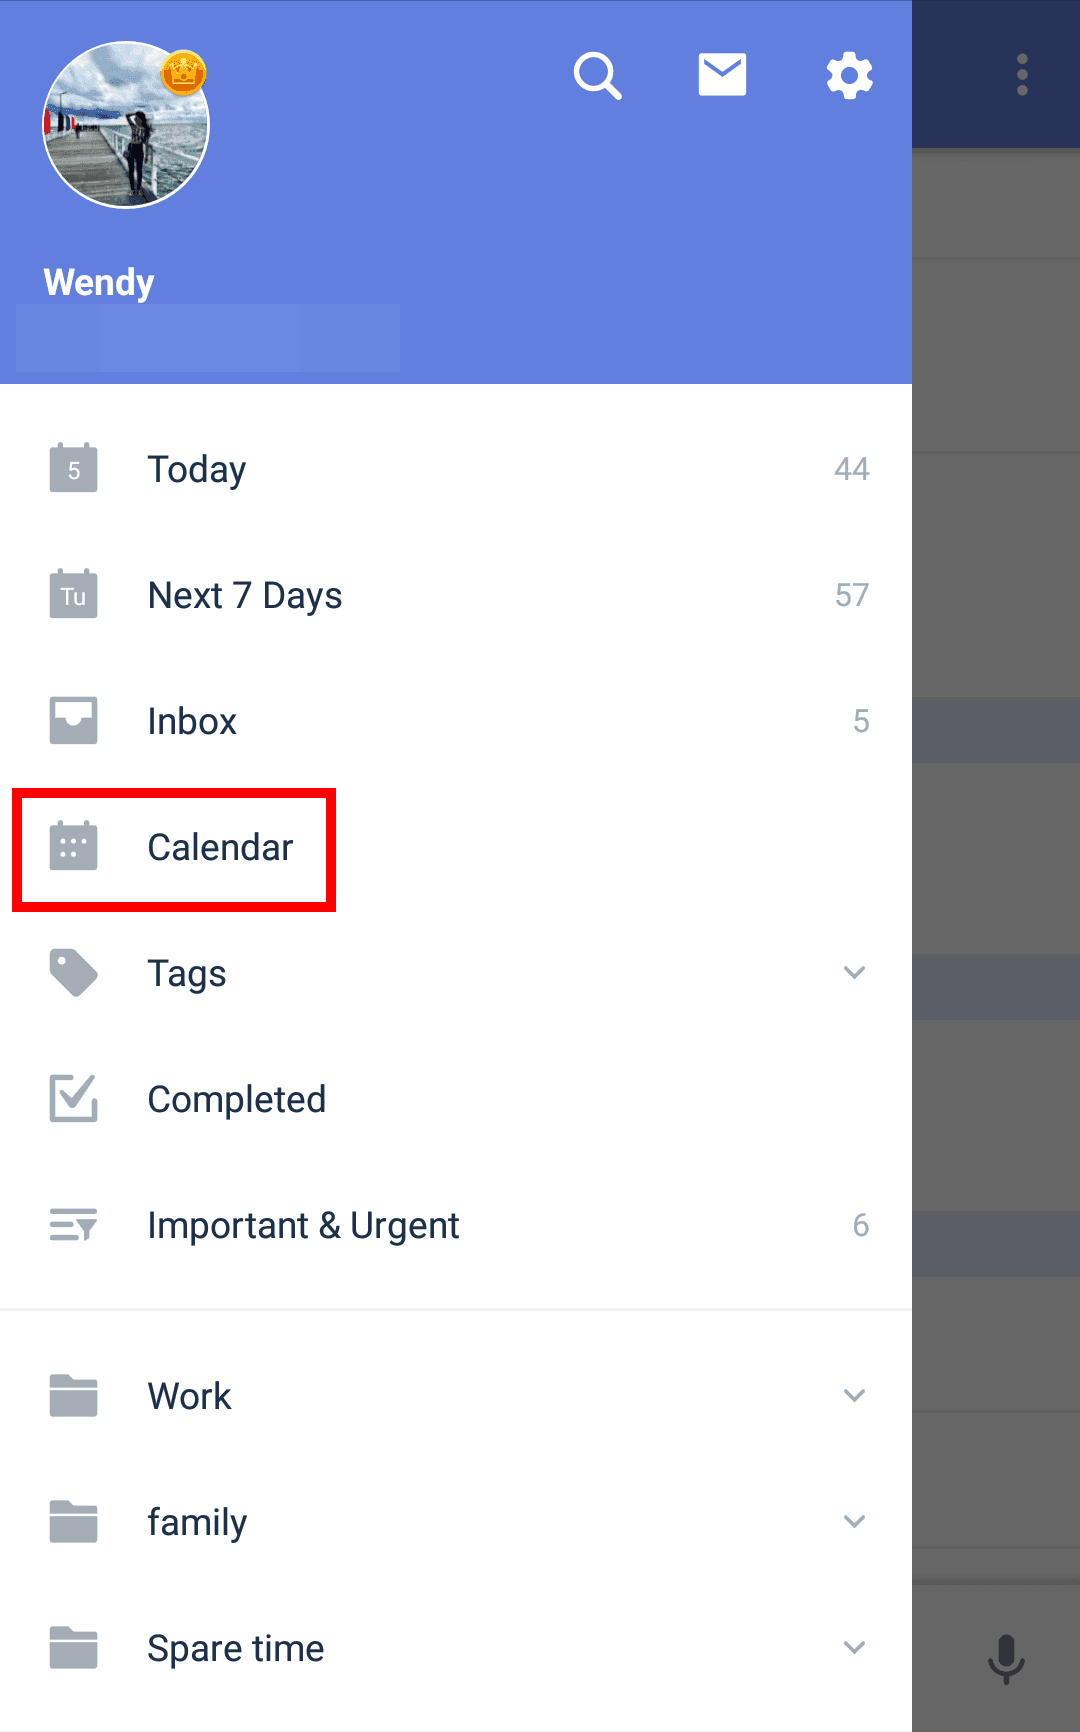 Wendy
5 Today 44
Tu Next 7 Days 57
Inbox 5
Calendar
Tags
Completed
Important & Urgent 6
Work
family
Spare time